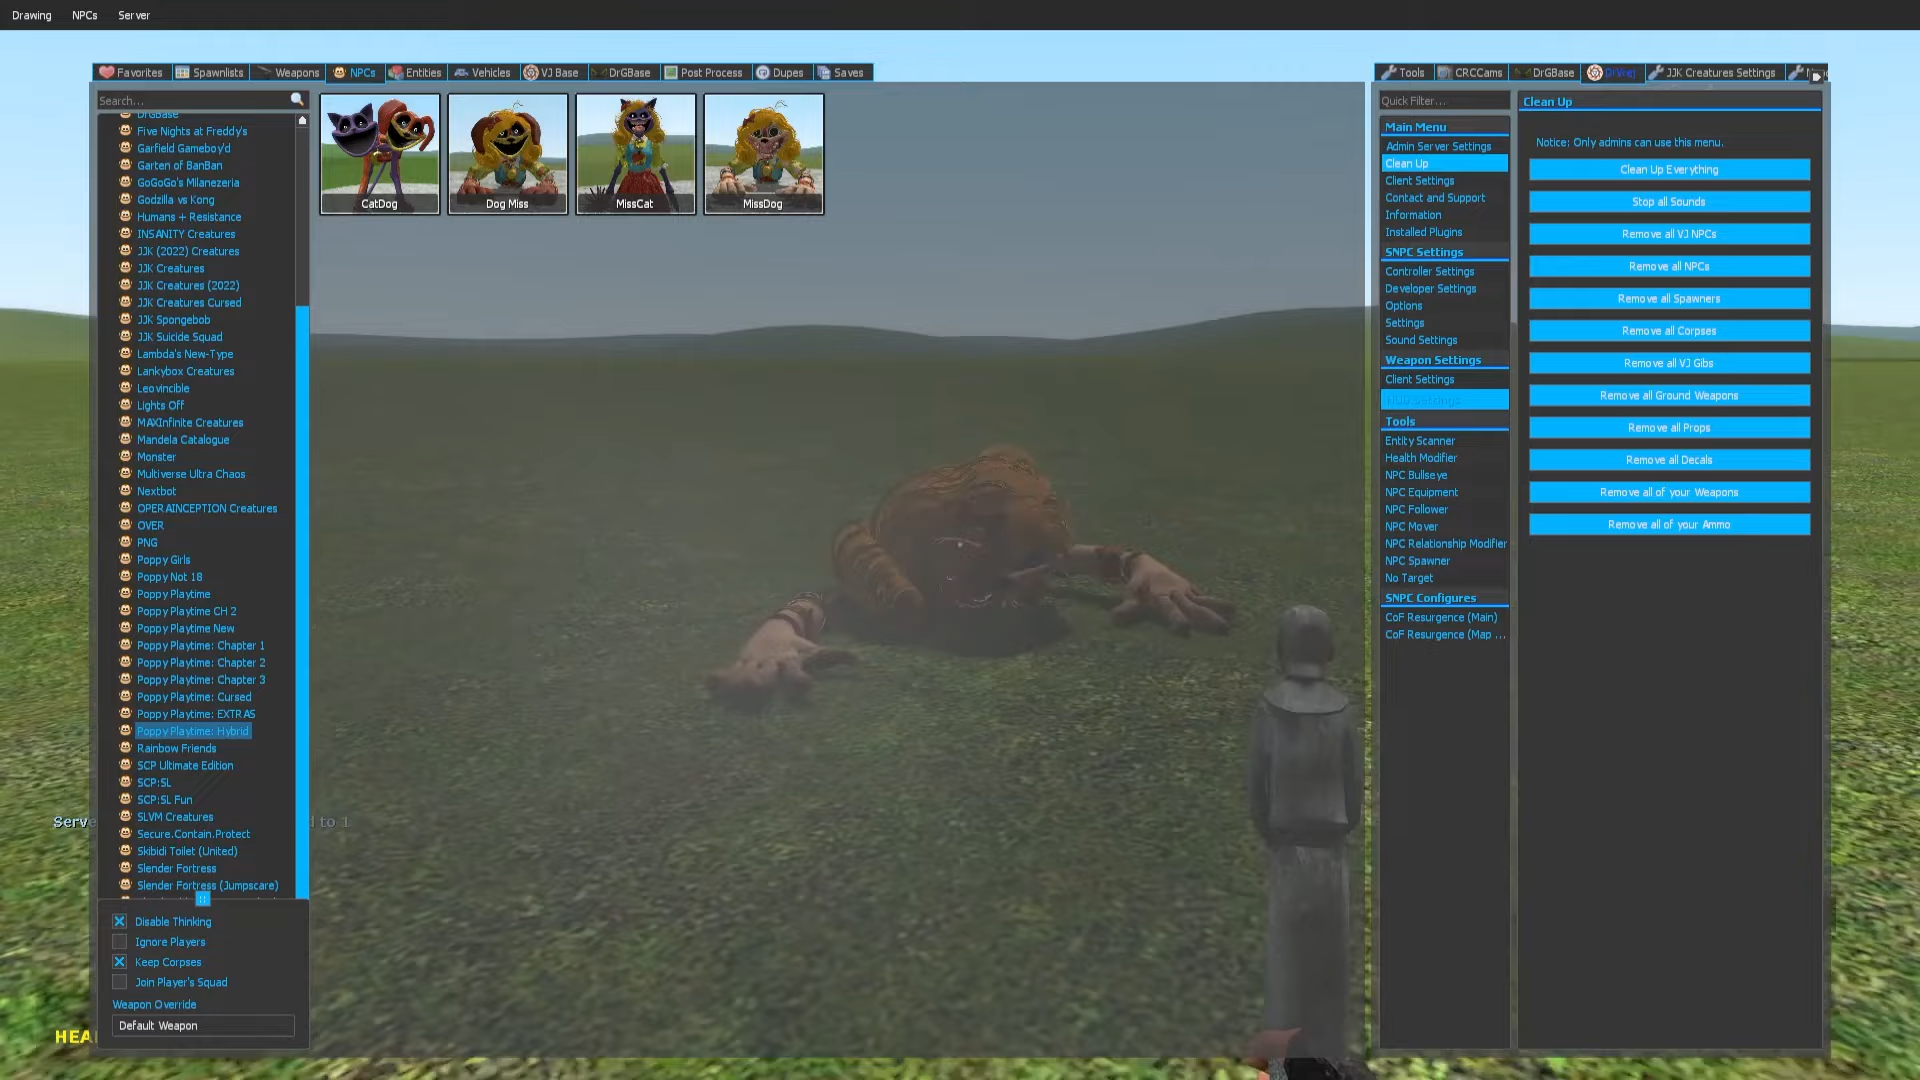 Drawing NPCs Server
Favorites Spawnlists Weapons NPCs Entities Vehicles VJ Base DrGBase Post Process Dupes Saves
Search...
DrGBase
Five Nights at Freddy's
Garfield Gameboy'd
Garten of BanBan
GoGoGo's Milanezeria
Godzilla vs Kong
Humans + Resistance
INSANITY Creatures
JJK (2022) Creatures
JJK Creatures
JJK Creatures (2022)
JJK Creatures Cursed
JJK Spongebob
JJK Suicide Squad
Lambda's New-Type
Lankybox Creatures
Leovincible
Lights Off
MAXInfinite Creatures
Mandela Catalogue
Monster
Multiverse Ultra Chaos
Nextbot
OPERAINCEPTION Creatures
OVER
PNG
Poppy Girls
Poppy Not 18
Poppy Playtime
Poppy Playtime CH 2
Poppy Playtime New
Poppy Playtime: Chapter 1
Poppy Playtime: Chapter 2
Poppy Playtime: Chapter 3
Poppy Playtime: Cursed
Poppy Playtime: EXTRAS
Poppy Playtime: Hybrid
Rainbow Friends
SCP Ultimate Edition
SCP:SL
SCP:SL Fun
SLVM Creatures
Secure.Contain.Protect
Skibidi Toilet (United)
Slender Fortress
Slender Fortress (Jumpscare)
Disable Thinking
Ignore Players
Keep Corpses
Join Player's Squad
Weapon Override
Default Weapon
CatDog
Dog Miss
MissCat
MissDog
Serve
d to 1
HEA
Tools CRCCams DrGBase DrVrej JJK Creatures Settings
Quick Filter...
Main Menu
Admin Server Settings
Clean Up
Client Settings
Contact and Support
Information
Installed Plugins
SNPC Settings
Controller Settings
Developer Settings
Options
Settings
Sound Settings
Weapon Settings
Client Settings
HUD Settings
Tools
Entity Scanner
Health Modifier
NPC Bullseye
NPC Equipment
NPC Follower
NPC Mover
NPC Relationship Modifier
NPC Spawner
No Target
SNPC Configures
CoF Resurgence (Main)
CoF Resurgence (Map ...
Clean Up
Notice: Only admins can use this menu.
Clean Up Everything
Stop all Sounds
Remove all VJ NPCs
Remove all NPCs
Remove all Spawners
Remove all Corpses
Remove all VJ Gibs
Remove all Ground Weapons
Remove all Props
Remove all Decals
Remove all of your Weapons
Remove all of your Ammo